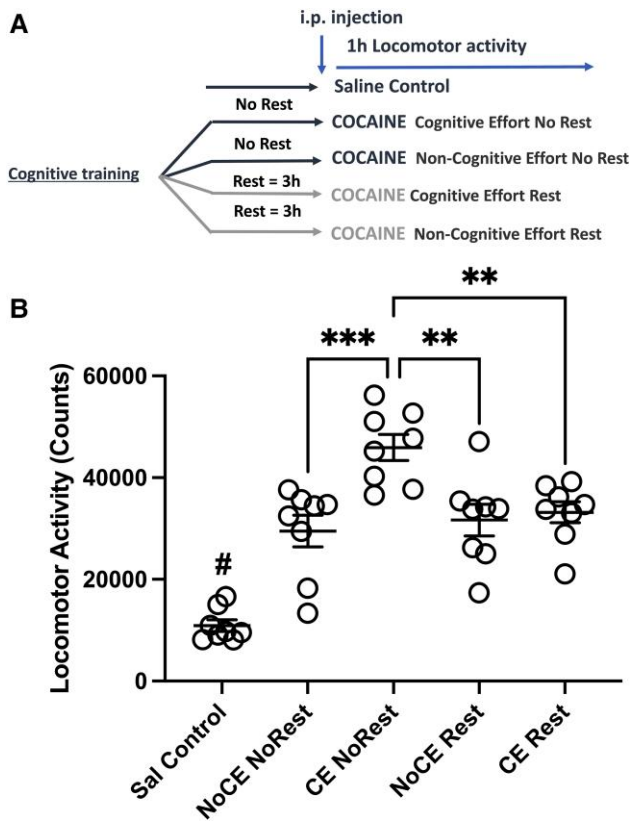 A
i.p. injection
1h Locomotor activity
Saline Control
No Rest
COCAINE Cognitive Effort No Rest
No Rest
COCAINE Non-Cognitive Effort No Rest
Cognitive training
Rest = 3h
COCAINE Cognitive Effort Rest
Rest = 3h
COCAINE Non-Cognitive Effort Rest
B
**
*** **
Locomotor Activity (Counts)
60000
40000
20000
0
#
Sal Control
NoCE NoRest
CE NoRest
NoCE Rest
CE Rest